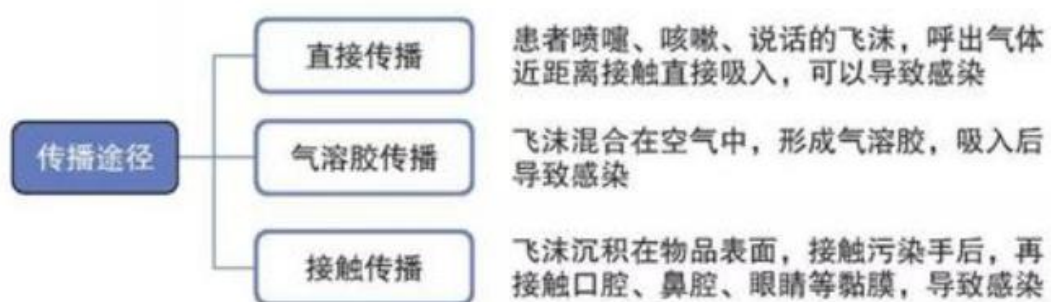 直接传播
患者喷嚏、咳嗽、说话的飞沫，呼出气体
近距离接触直接吸入，可以导致感染
传播途径
气溶胶传播
飞沫混合在空气中，形成气溶胶，吸入后
导致感染
接触传播
飞沫沉积在物品表面，接触污染手后，再
接触口腔、鼻腔、眼睛等黏膜，导致感染